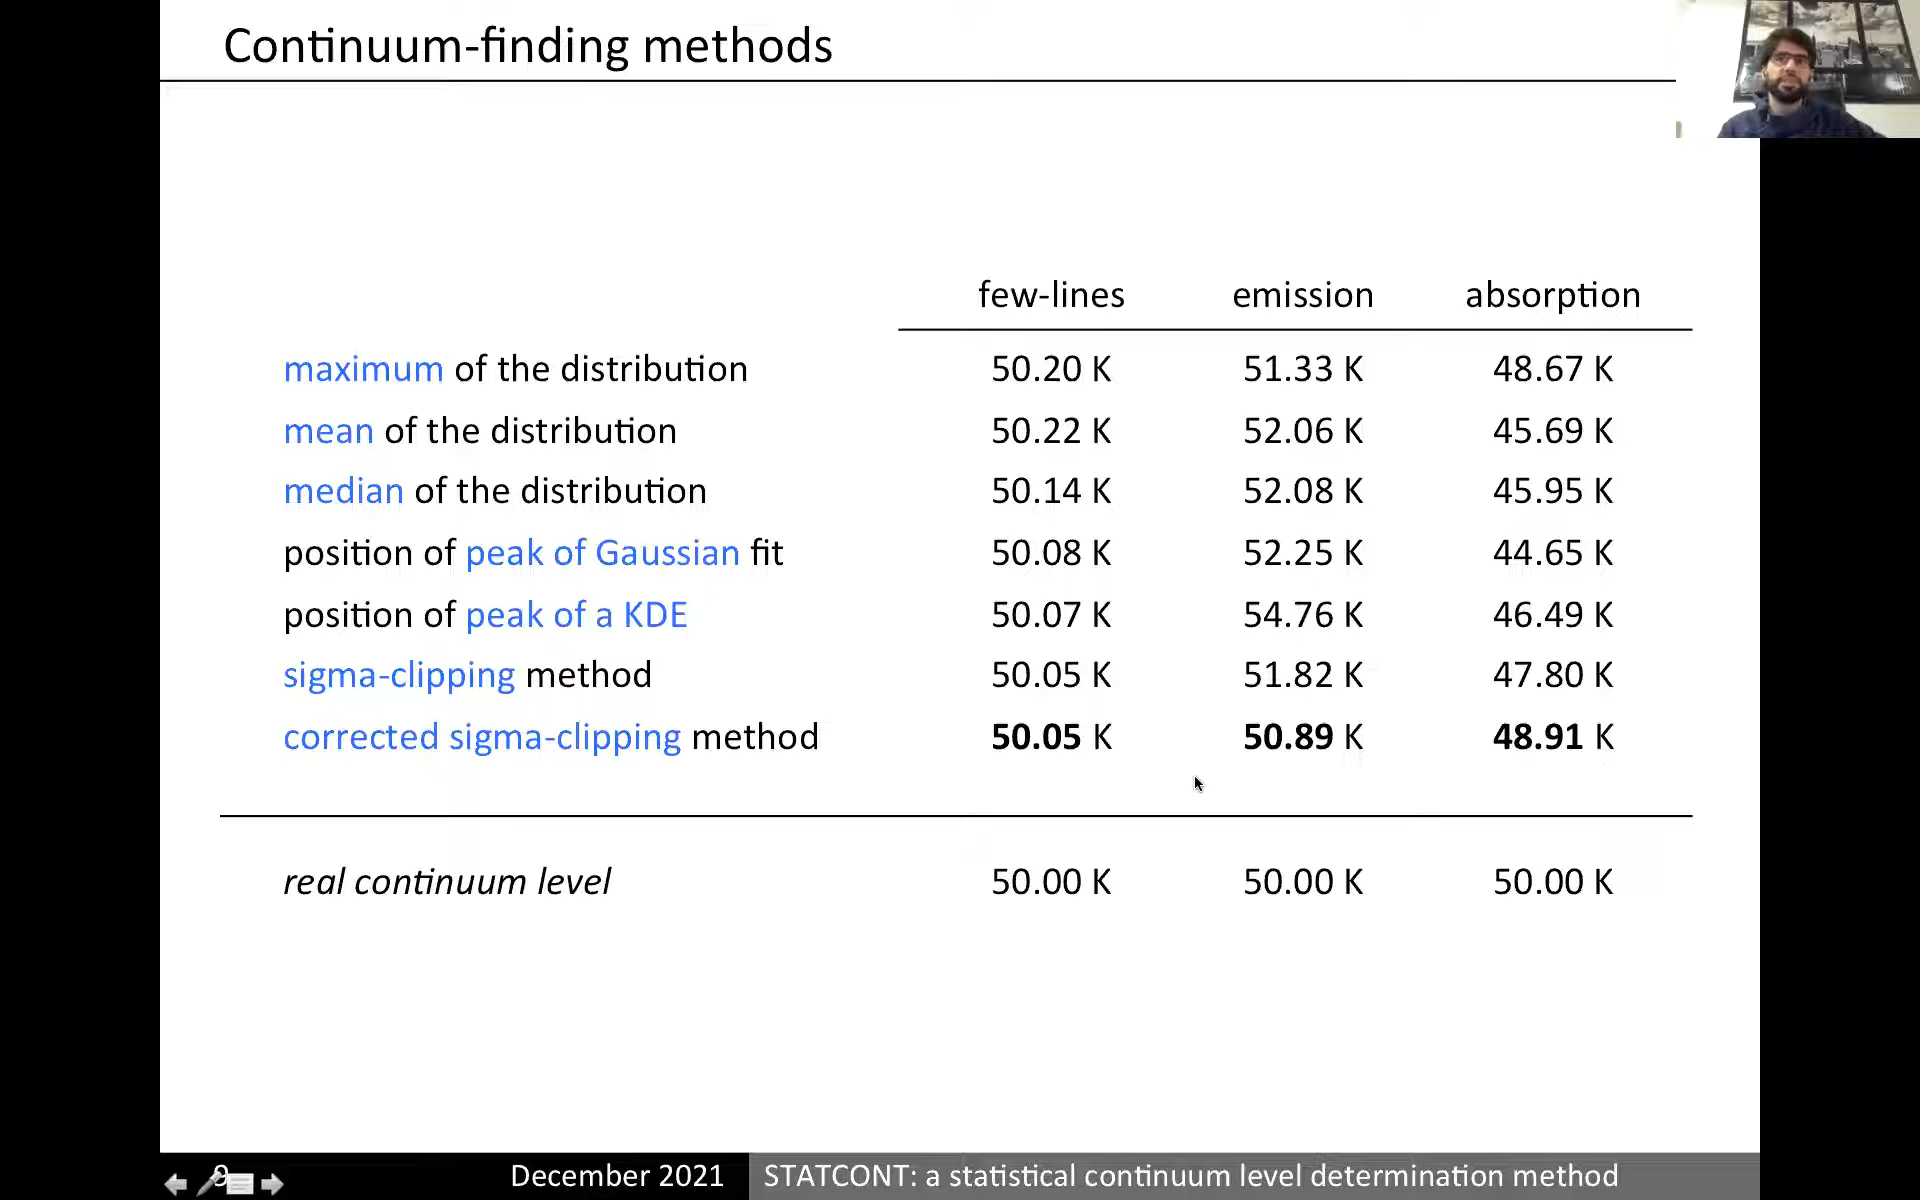 Continuum-finding methods
few-lines emission absorption
maximum of the distribution 50.20 K 51.33 K 48.67 K
mean of the distribution 50.22 K 52.06 K 45.69 K
median of the distribution 50.14 K 52.08 K 45.95 K
position of peak of Gaussian fit 50.08 K 52.25 K 44.65 K
position of peak of a KDE 50.07 K 54.76 K 46.49 K
sigma-clipping method 50.05 K 51.82 K 47.80 K
corrected sigma-clipping method 50.05 K 50.89 K 48.91 K
real continuum level 50.00 K 50.00 K 50.00 K
9 December 2021 STATCONT: a statistical continuum level determination method